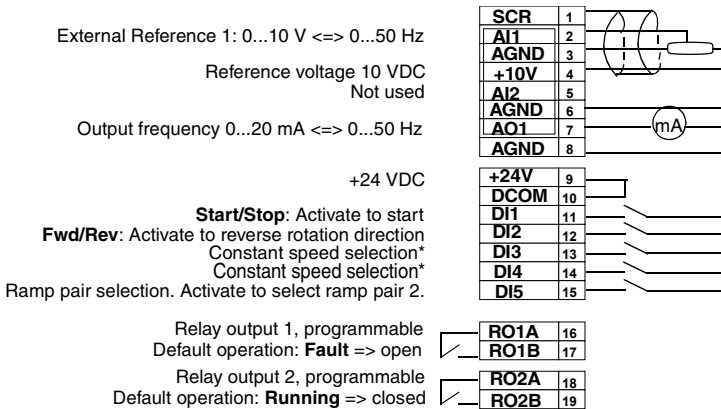 SCR 1
External Reference 1: 0...10 V <=> 0...50 Hz AI1 2
AGND 3
Reference voltage 10 VDC +10V 4
Not used AI2 5
AGND 6
Output frequency 0...20 mA <=> 0...50 Hz AO1 7
mA
AGND 8
+24 VDC +24V 9
DCOM 10
Start/Stop: Activate to start DI1 11
Fwd/Rev: Activate to reverse rotation direction DI2 12
Constant speed selection* DI3 13
Constant speed selection* DI4 14
Ramp pair selection. Activate to select ramp pair 2. DI5 15
Relay output 1, programmable RO1A 16
Default operation: Fault => open RO1B 17
Relay output 2, programmable RO2A 18
Default operation: Running => closed RO2B 19